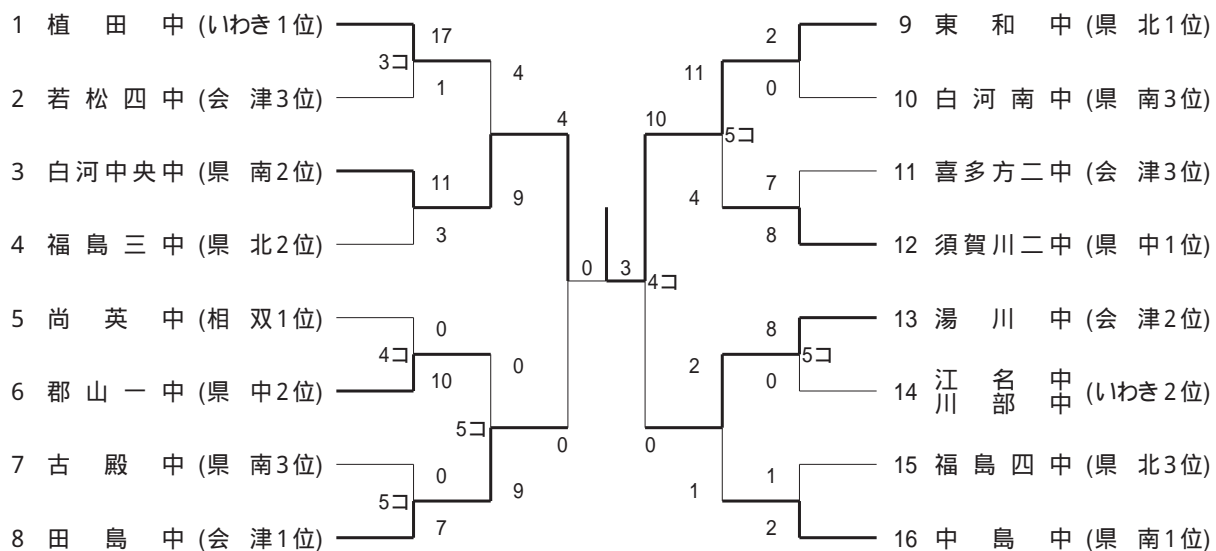 1 植田中 (いわき1位)
17
3コ
1
2 若松四中 (会津3位)
4
4
3 白河中央中 (県南2位)
11
9
3
4 福島三中 (県北2位)
0
5 尚英中 (相双1位)
0
4コ
0
10
6 郡山一中 (県中2位)
5コ
0
7 古殿中 (県南3位)
0
9
5コ
7
8 田島中 (会津1位)
9 東和中 (県北1位)
2
11
0
10 白河南中 (県南3位)
10
5コ
11 喜多方二中 (会津3位)
7
4
8
12 須賀川二中 (県中1位)
3
4コ
13 湯川中 (会津2位)
8
5コ
2
0
14 江名中 川部中 (いわき2位)
0
15 福島四中 (県北3位)
1
1
2
16 中島中 (県南1位)